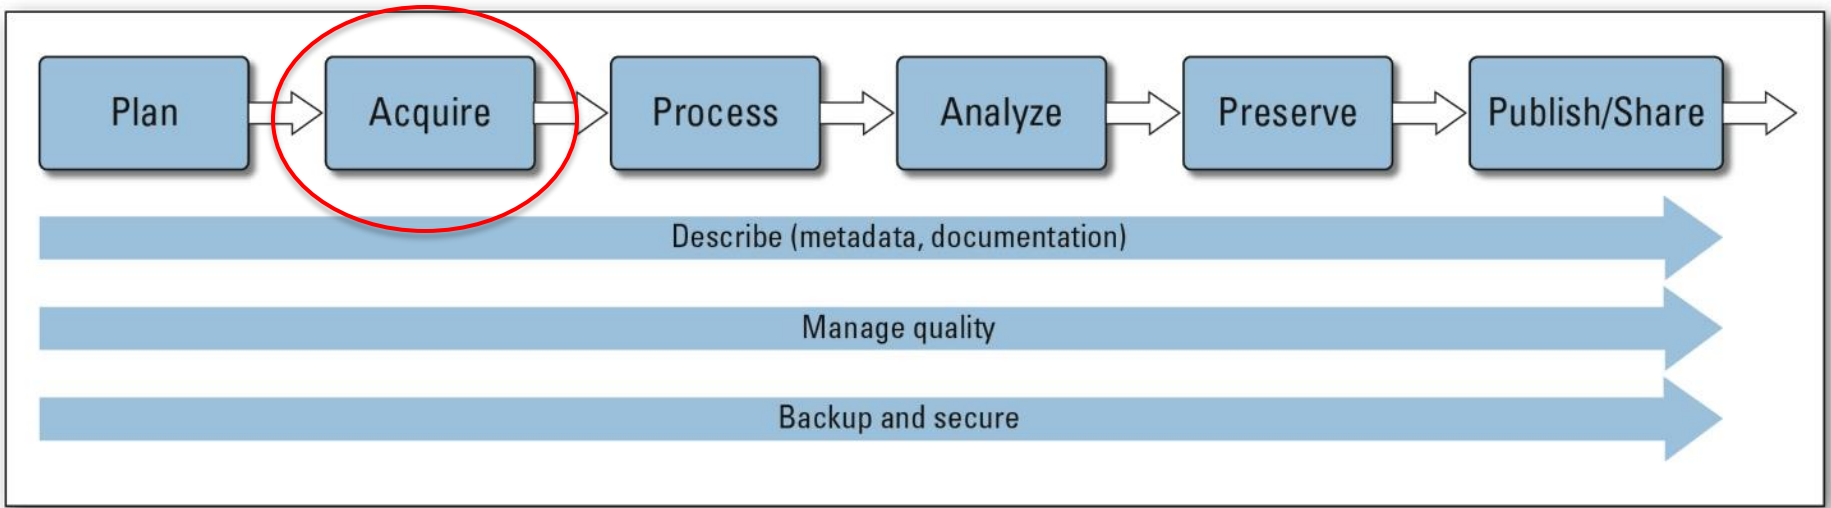 Plan
Acquire
Process
Analyze
Preserve
Publish/Share
Describe (metadata, documentation)
Manage quality
Backup and secure